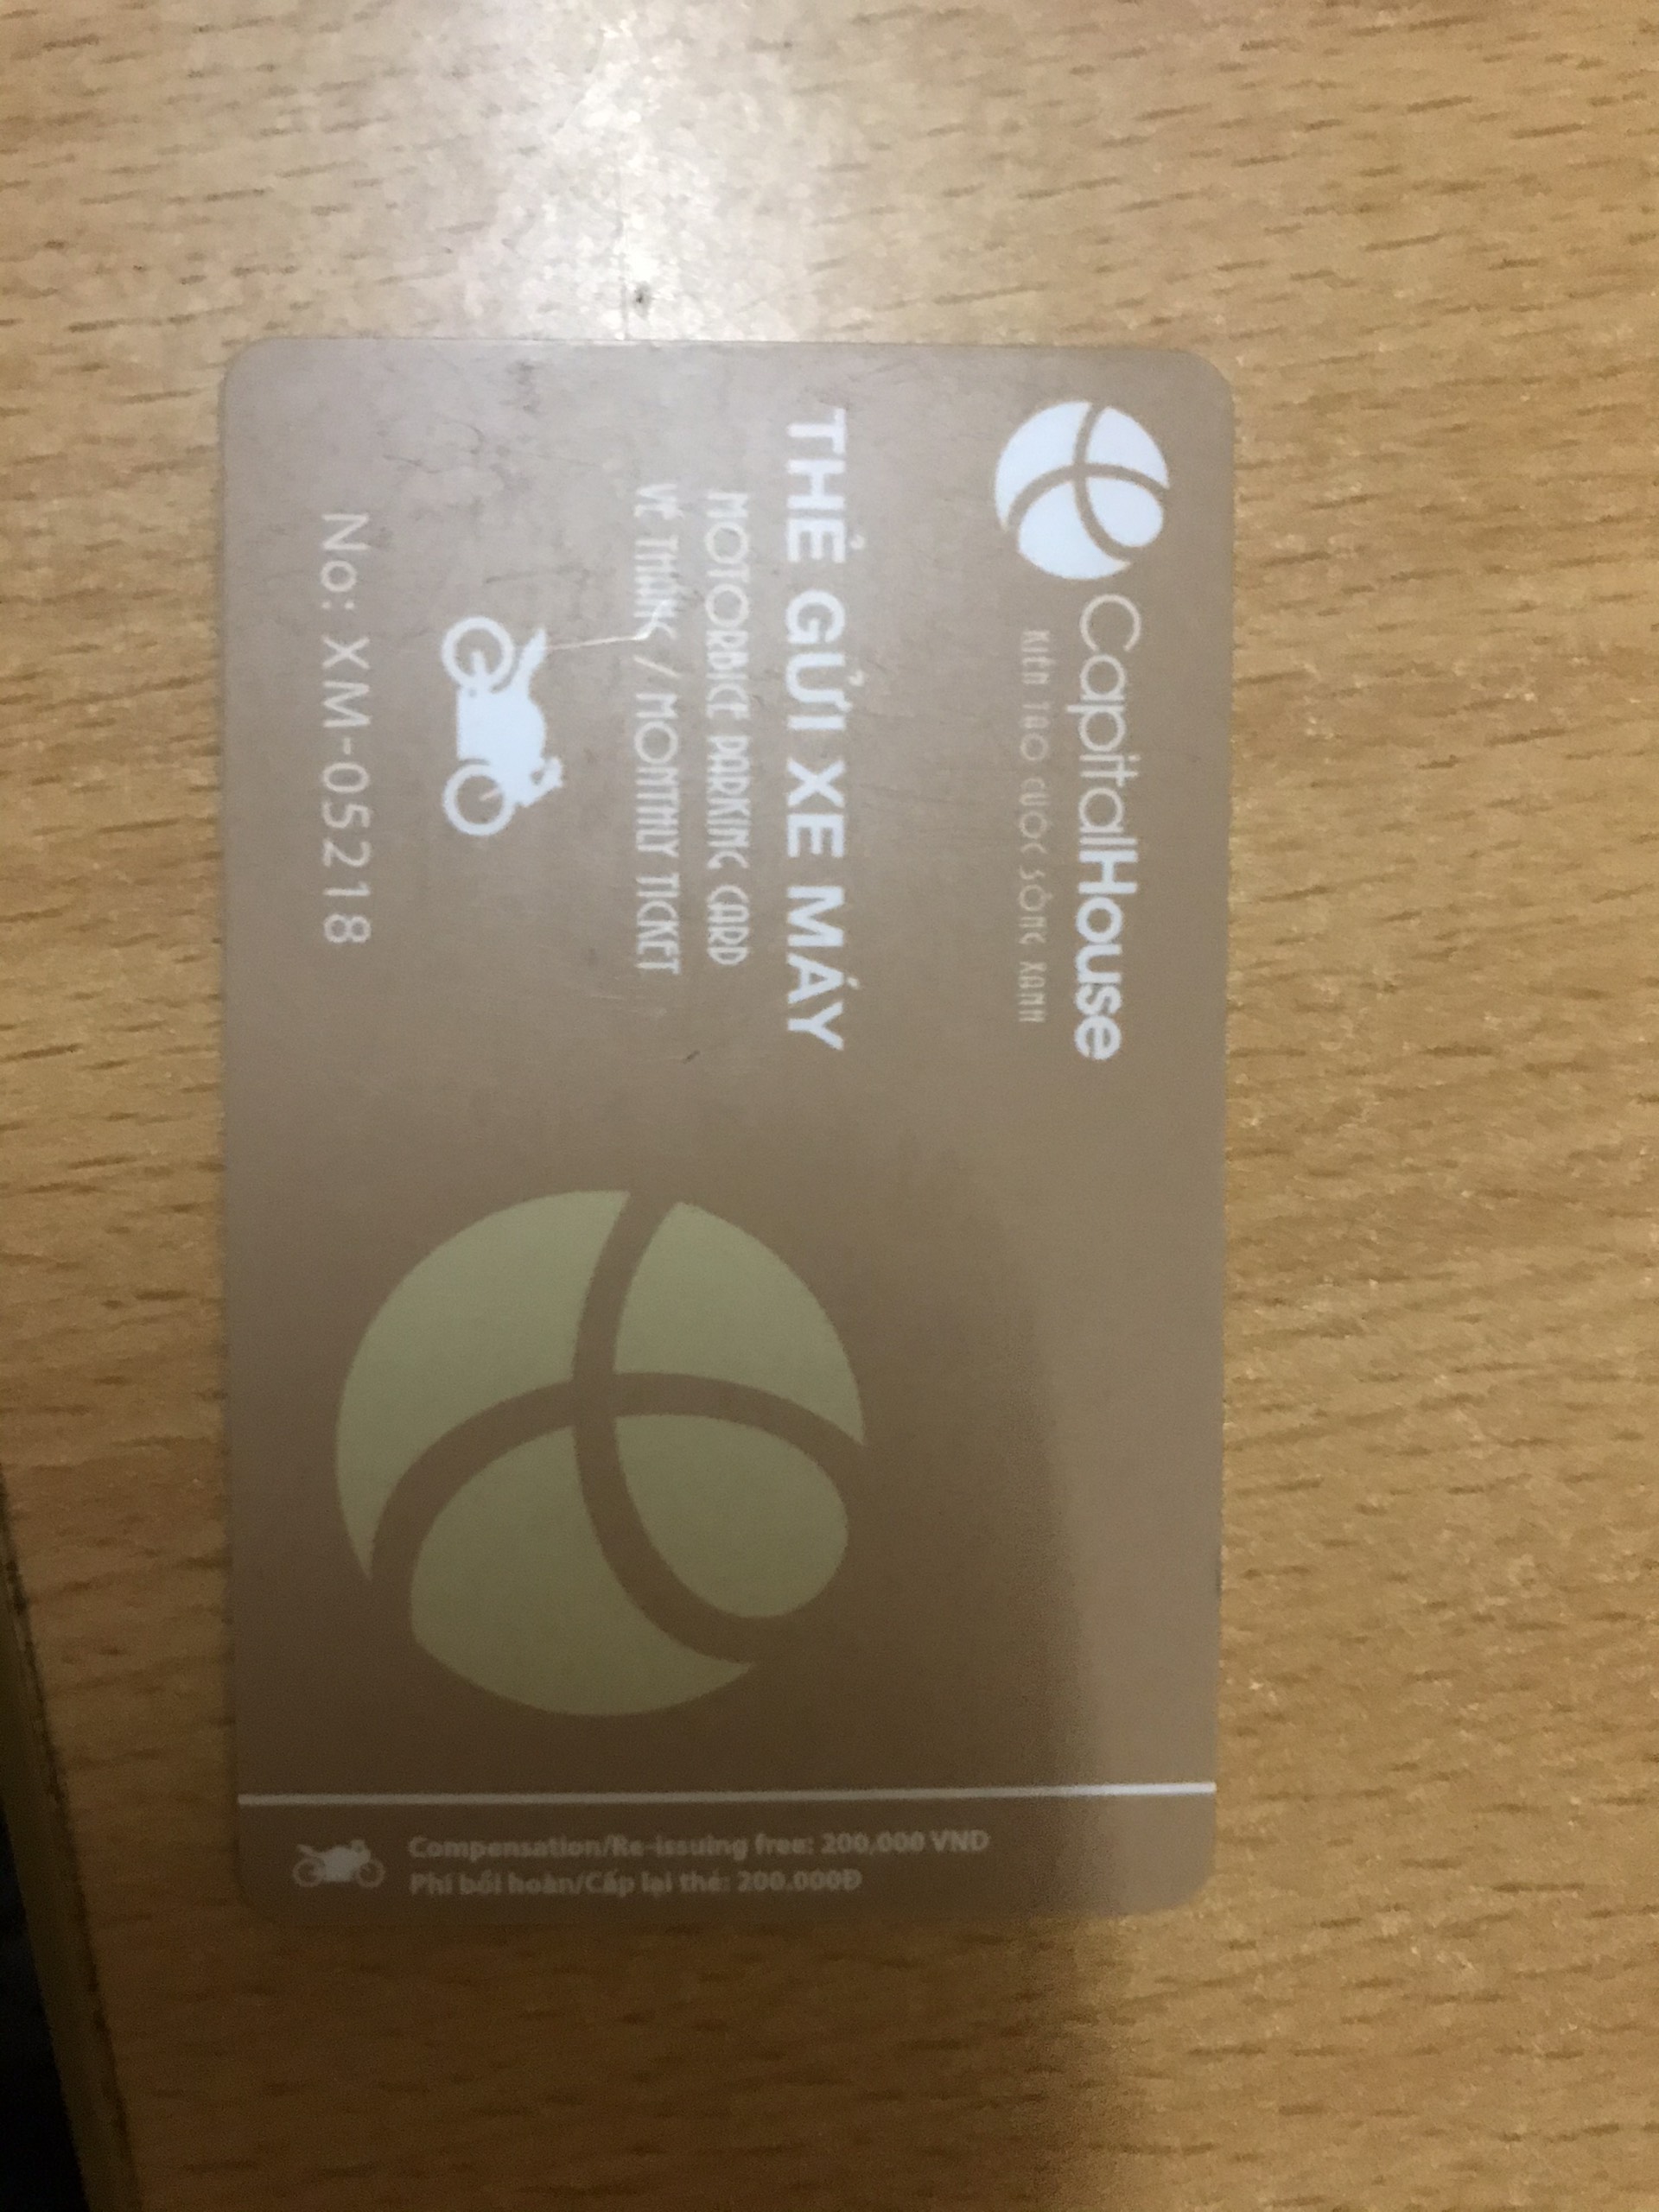 CapitalHouse
KIẾN TẠO CUỘC SỐNG XANH
THẺ GỬI XE MÁY
MOTORBICE PARKING CARD
VÉ THÁNG / MONTHLY TICKET
No: XM-05218
Compensation/Re-issuing free: 200,000 VND
Phí bồi hoàn/Cấp lại thẻ: 200.000Đ